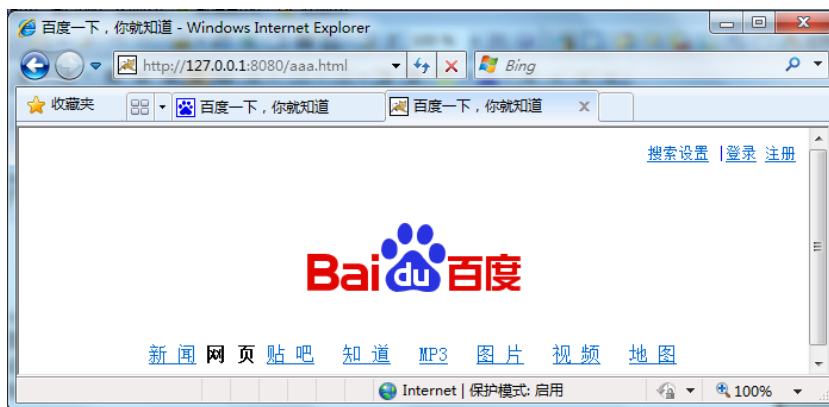 百度一下，你就知道 - Windows Internet Explorer
http://127.0.0.1:8080/aaa.html Bing
收藏夹 百度一下，你就知道 百度一下，你就知道
搜索设置 |登录 注册
Bai du 百度
新 闻 网 页 贴 吧 知 道 MP3 图 片 视 频 地 图
Internet | 保护模式: 启用 100%